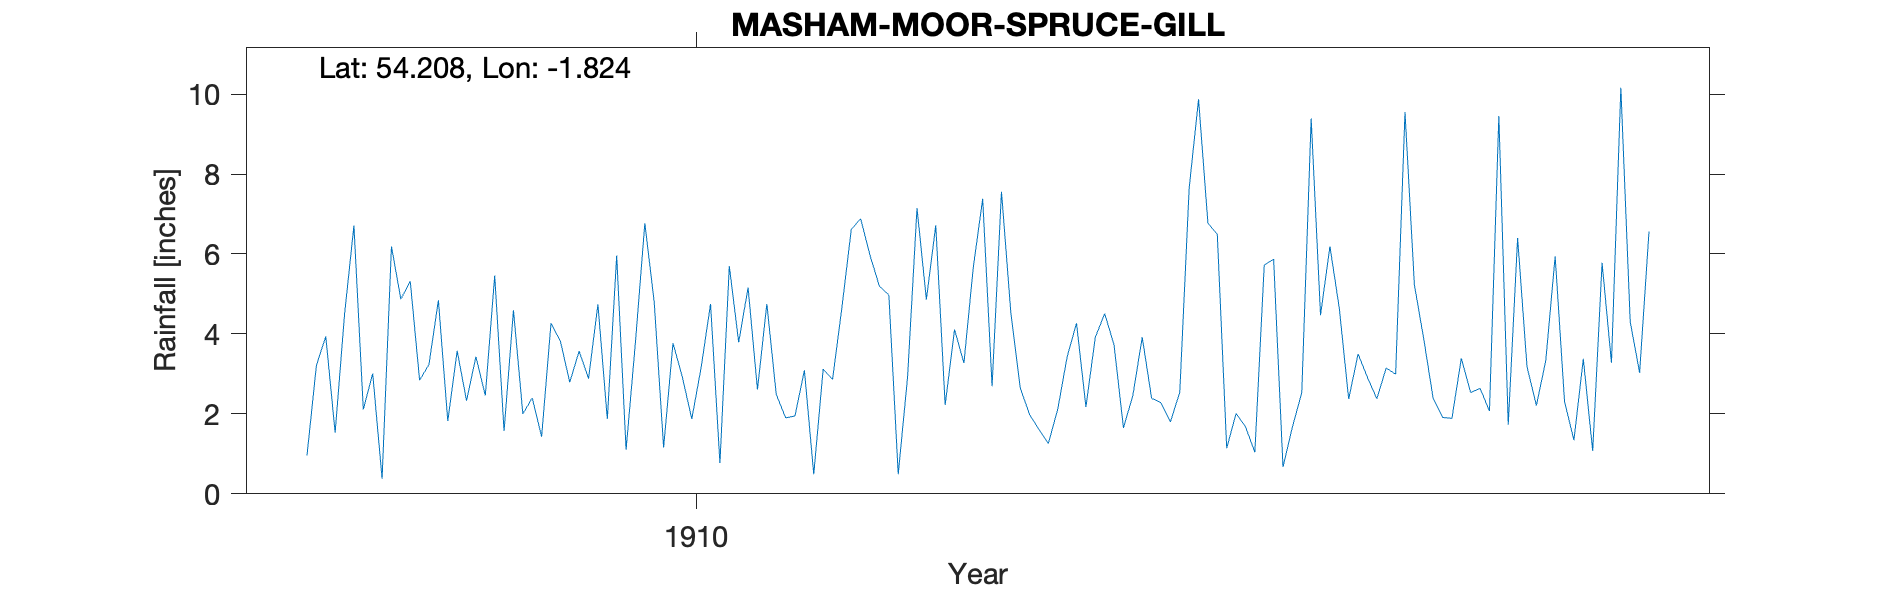 MASHAM-MOOR-SPRUCE-GILL
Lat: 54.208, Lon: -1.824
10
8
6
4
2
0
Rainfall [inches]
1910
Year